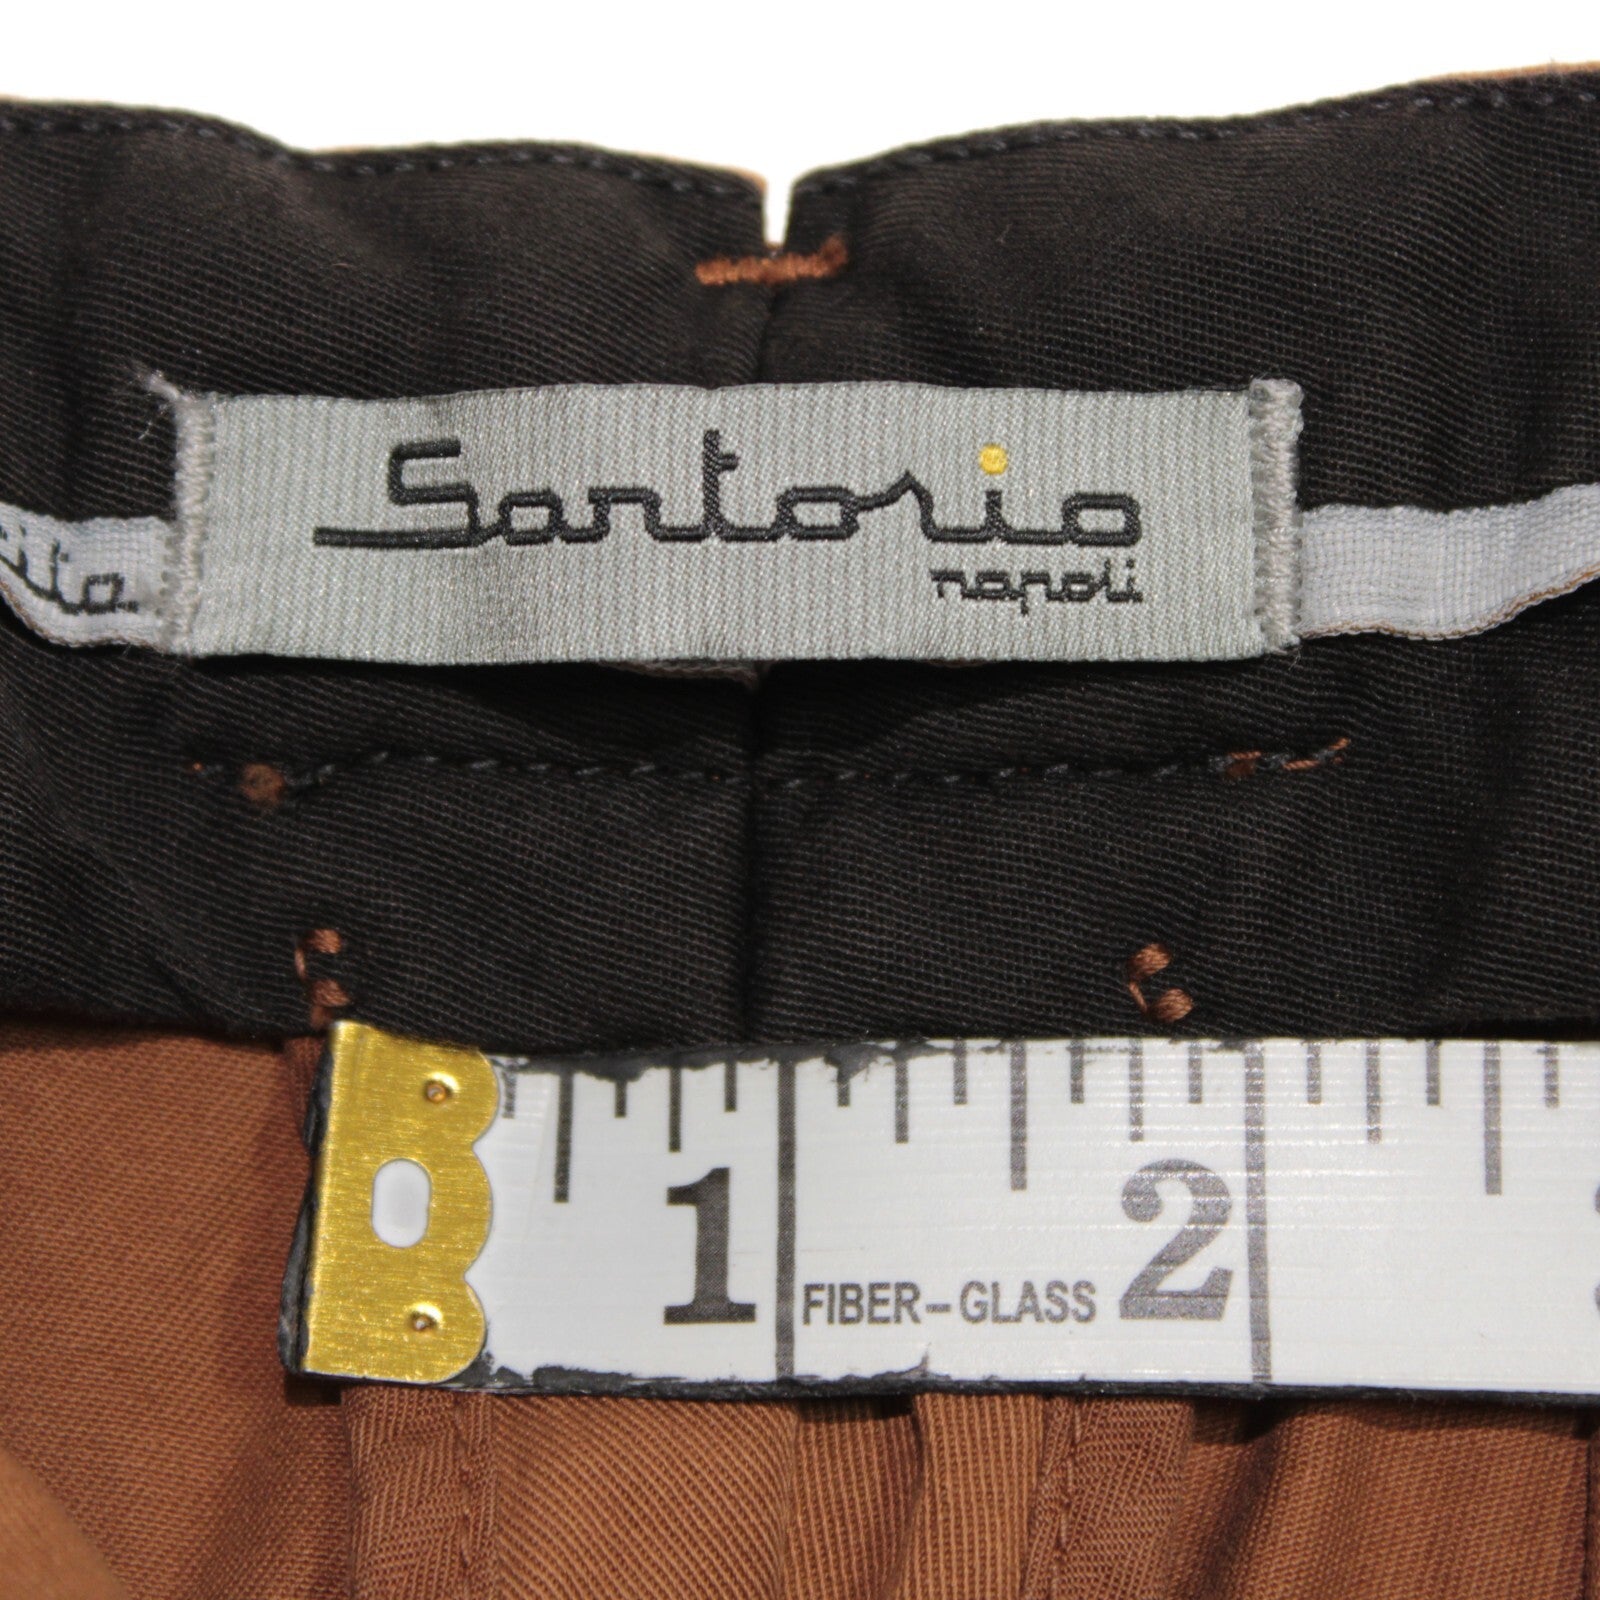 Sartorio
napoli
1
FIBER-GLASS
2